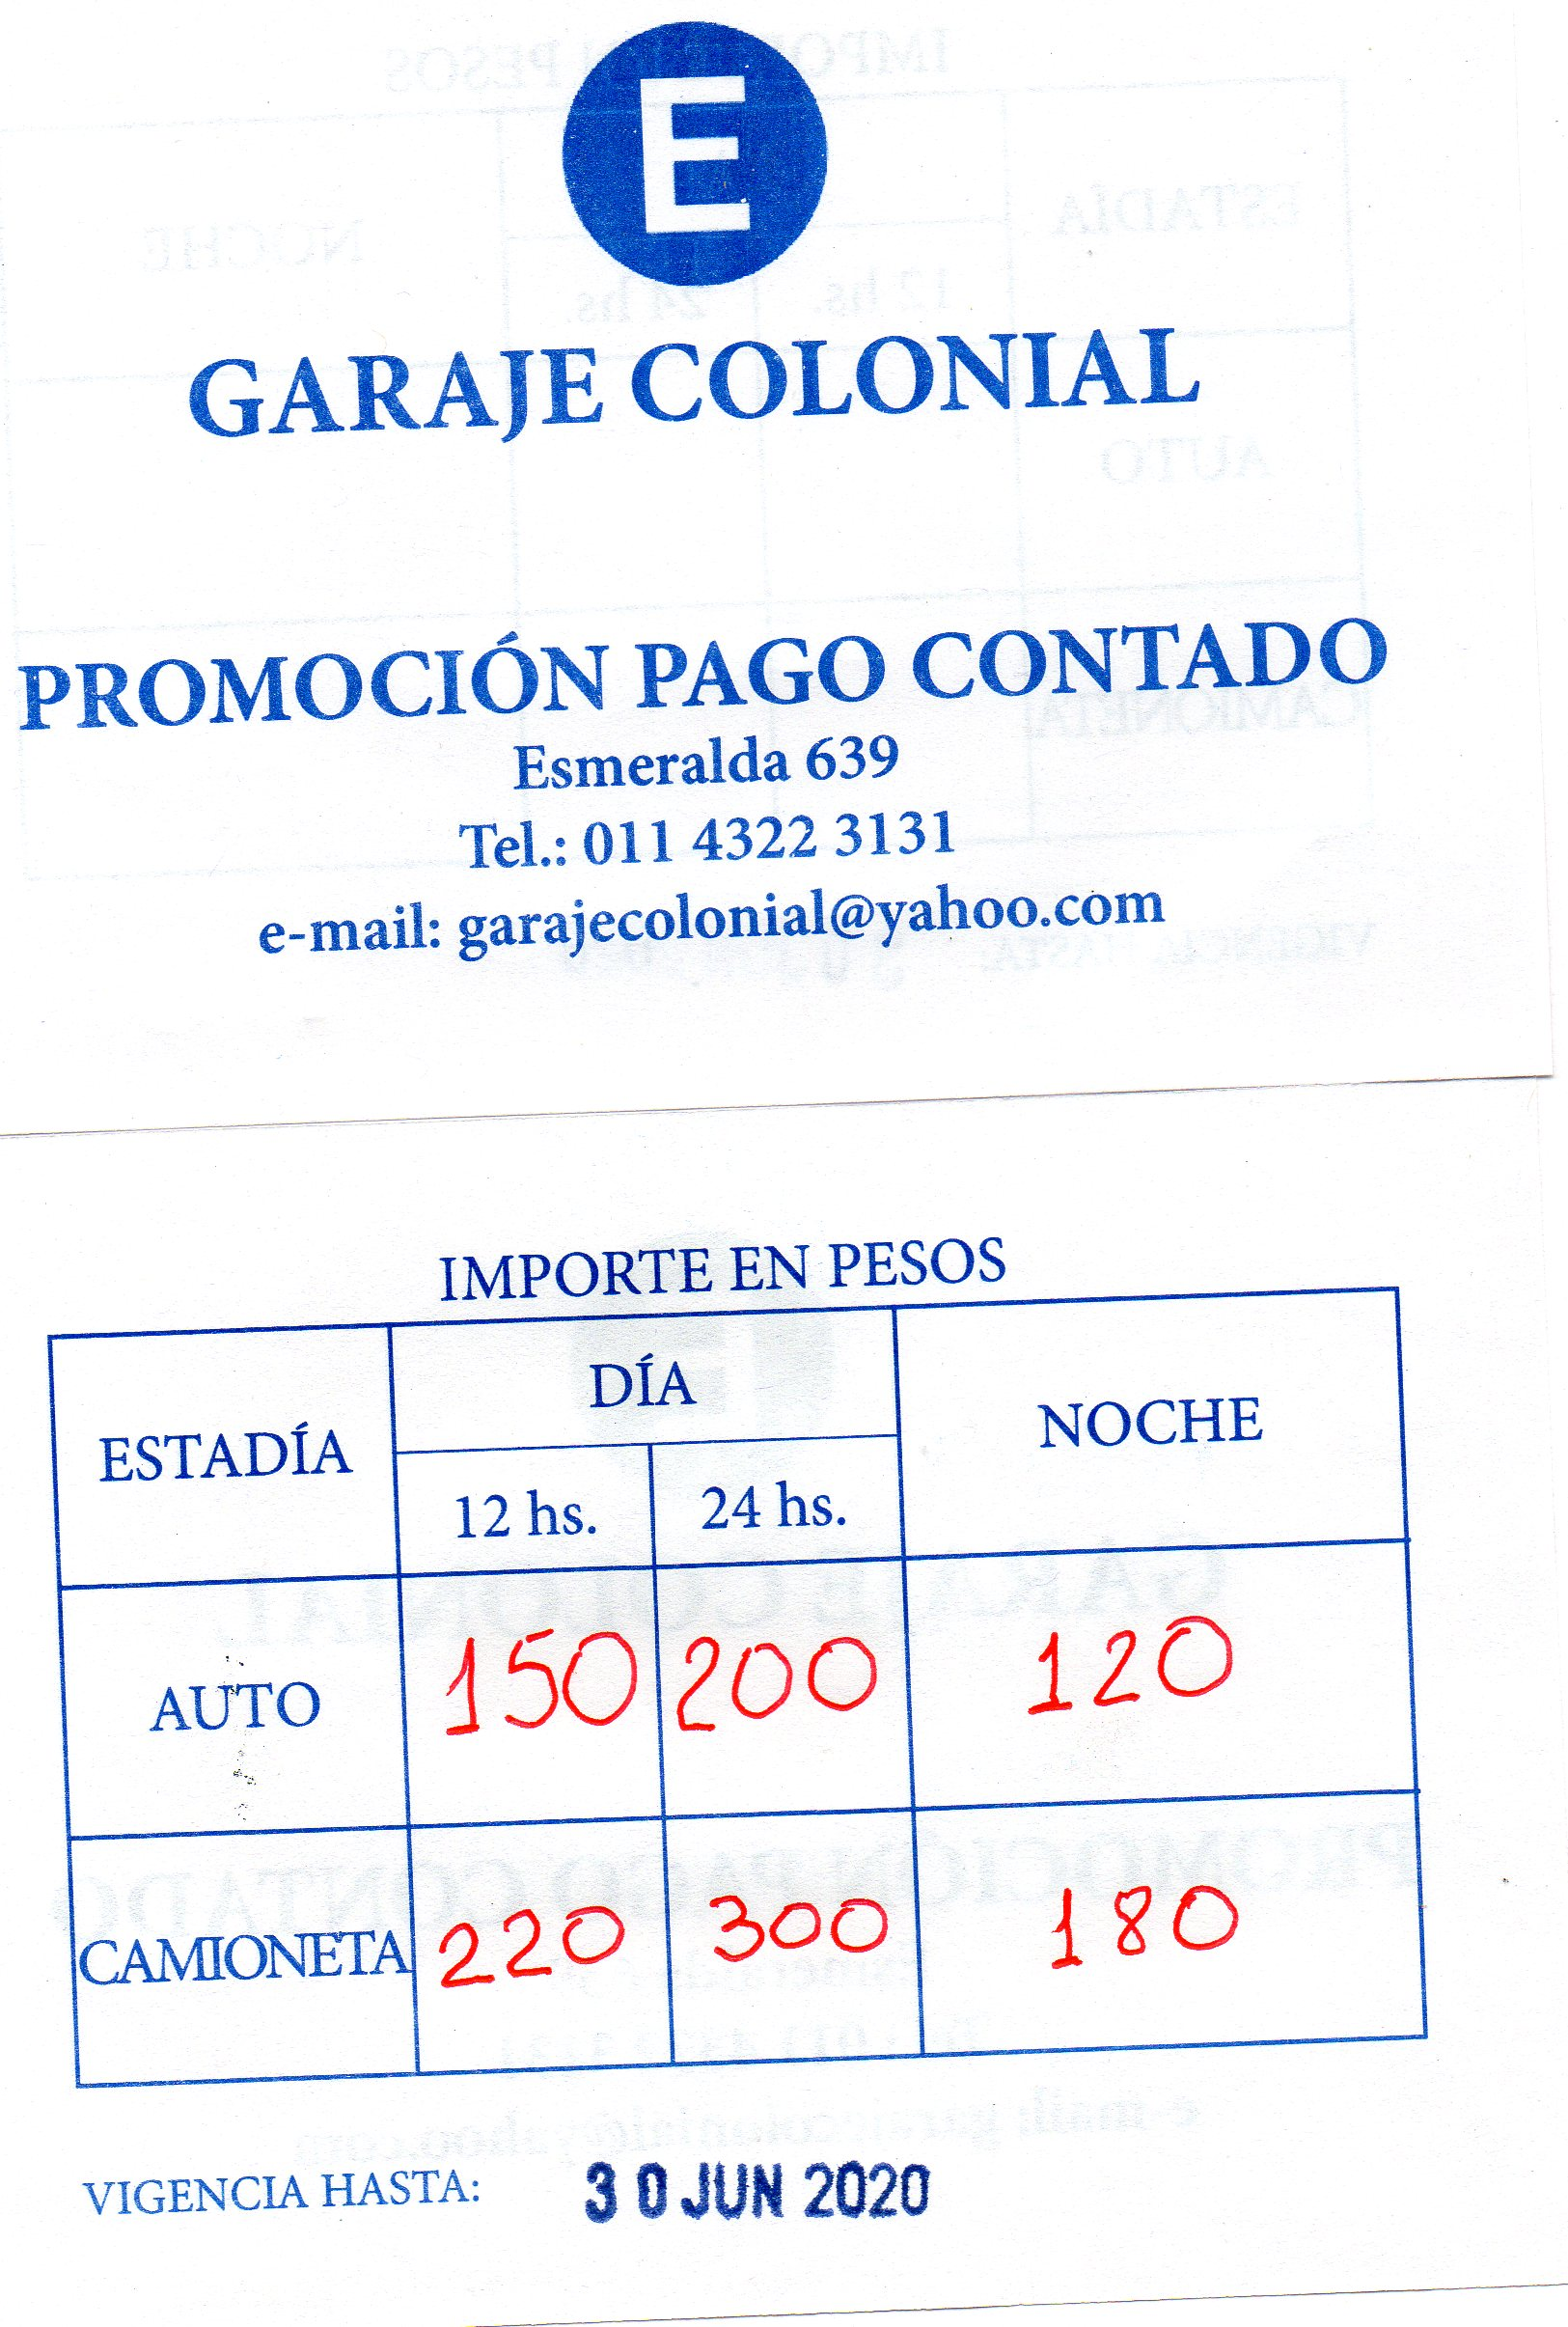 E
GARAJE COLONIAL
PROMOCIÓN PAGO CONTADO
Esmeralda 639
Tel.: 011 4322 3131
e-mail: garajecolonial@yahoo.com
IMPORTE EN PESOS
ESTADÍA DÍA NOCHE
12 hs. 24 hs.
AUTO 150 200 120
CAMIONETA 220 300 180
VIGENCIA HASTA: 30 JUN 2020